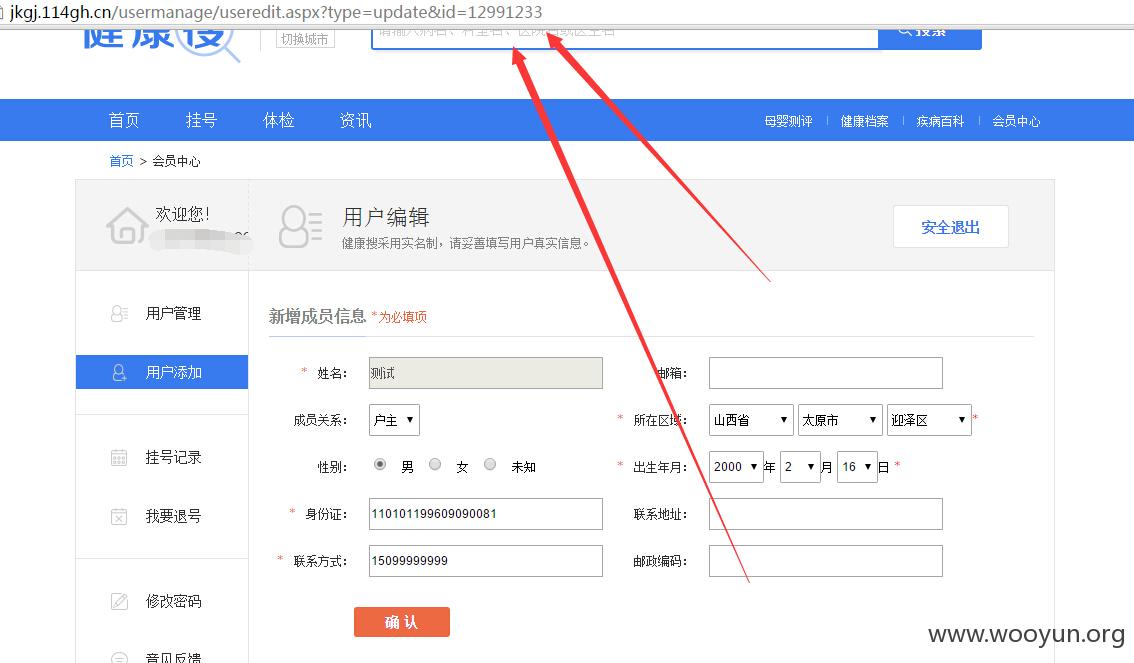 jkgj.114gh.cn/usermanage/useredit.aspx?type=update&id=12991233
健康搜 切换城市 搜索
首页 挂号 体检 资讯 母婴测评 健康档案 疾病百科 会员中心
首页 > 会员中心
欢迎您!
用户编辑
健康搜采用实名制，请妥善填写用户真实信息。
安全退出
用户管理
用户添加
挂号记录
我要退号
修改密码
意见反馈
新增成员信息 *为必填项
* 姓名： 测试 邮箱：
成员关系： 户主 * 所在区域： 山西省 太原市 迎泽区 *
性别： 男 女 未知 * 出生年月： 2000 年 2 月 16 日 *
* 身份证： 110101199609090081 联系地址：
* 联系方式： 15099999999 邮政编码：
确认
www.wooyun.org